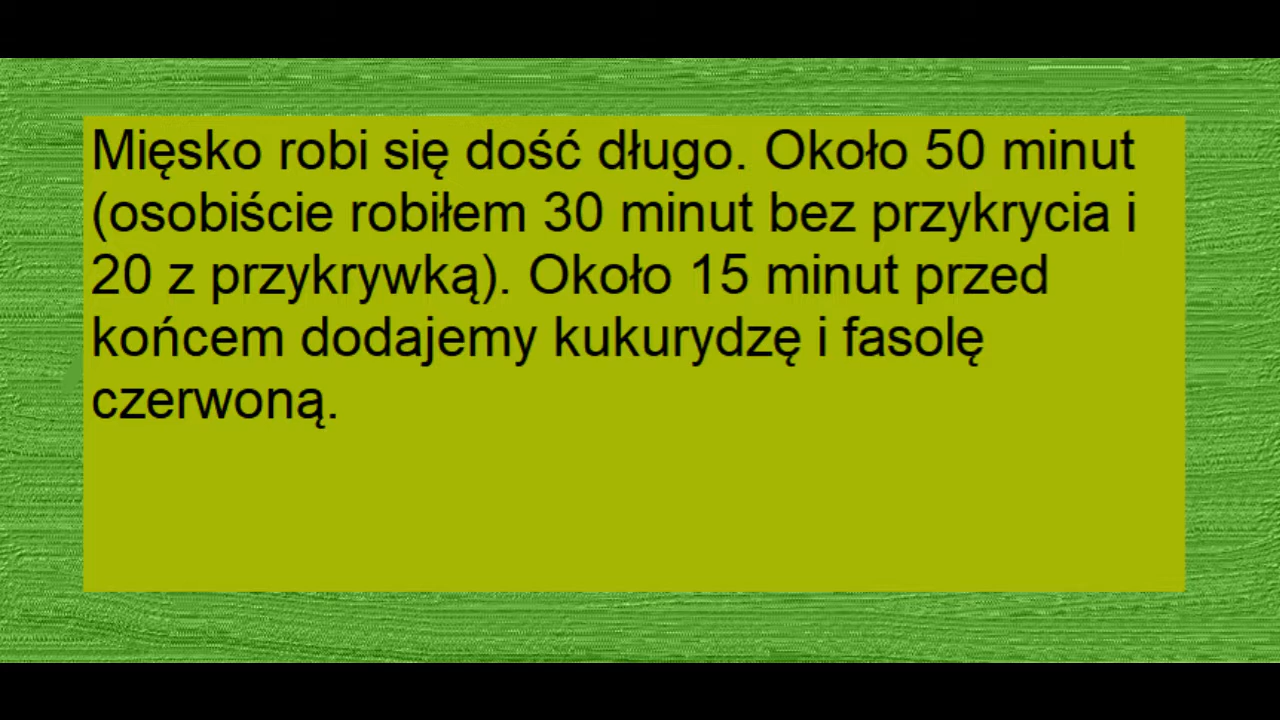 Mięsko robi się dość długo. Około 50 minut
(osobiście robiłem 30 minut bez przykrycia i
20 z przykrywką). Około 15 minut przed
końcem dodajemy kukurydzę i fasolę
czerwoną.